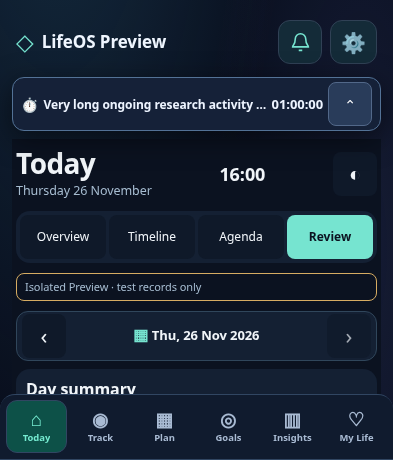 LifeOS Preview
Very long ongoing research activity ... 01:00:00
Today
16:00
Thursday 26 November
Overview Timeline Agenda Review
Isolated Preview · test records only
Thu, 26 Nov 2026
Day summary
Today Track Plan Goals Insights My Life